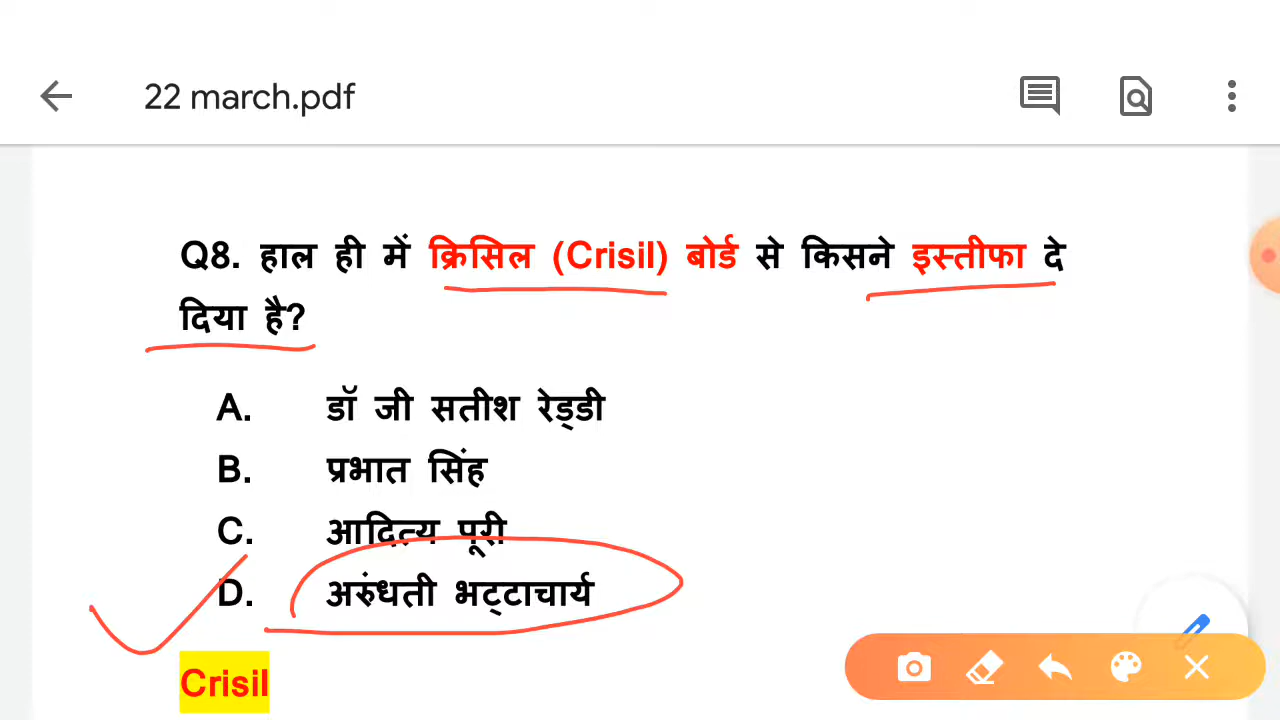 22 march.pdf
Q8. हाल ही में क्रिसिल (Crisil) बोर्ड से किसने इस्तीफा दे
दिया है?
A. डॉ जी सतीश रेड्डी
B. प्रभात सिंह
C. आदित्य पूरी
D. अरुंधती भट्टाचार्य
Crisil